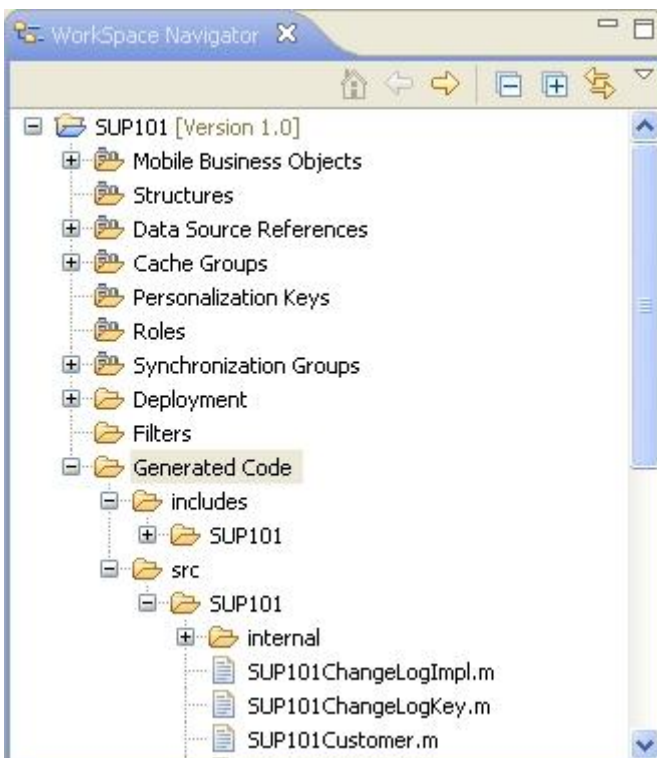 WorkSpace Navigator
SUP101 [Version 1.0]
Mobile Business Objects
Structures
Data Source References
Cache Groups
Personalization Keys
Roles
Synchronization Groups
Deployment
Filters
Generated Code
includes
SUP101
src
SUP101
internal
SUP101ChangeLogImpl.m
SUP101ChangeLogKey.m
SUP101Customer.m